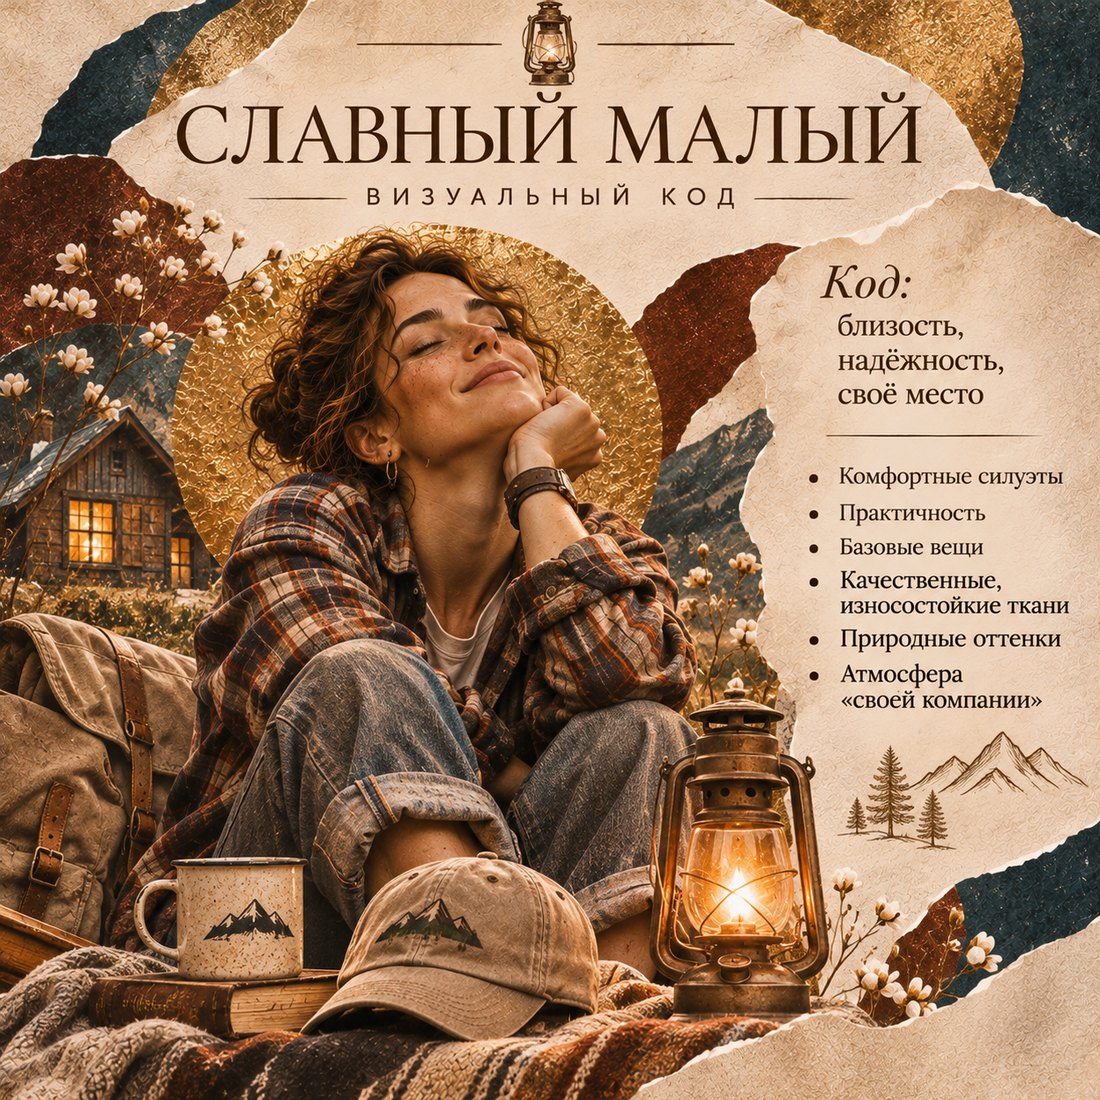 СЛАВНЫЙ МАЛЫЙ
ВИЗУАЛЬНЫЙ КОД
Код:
близость,
надёжность,
своё место
• Комфортные силуэты
• Практичность
• Базовые вещи
• Качественные,
износостойкие ткани
• Природные оттенки
• Атмосфера
«своей компании»